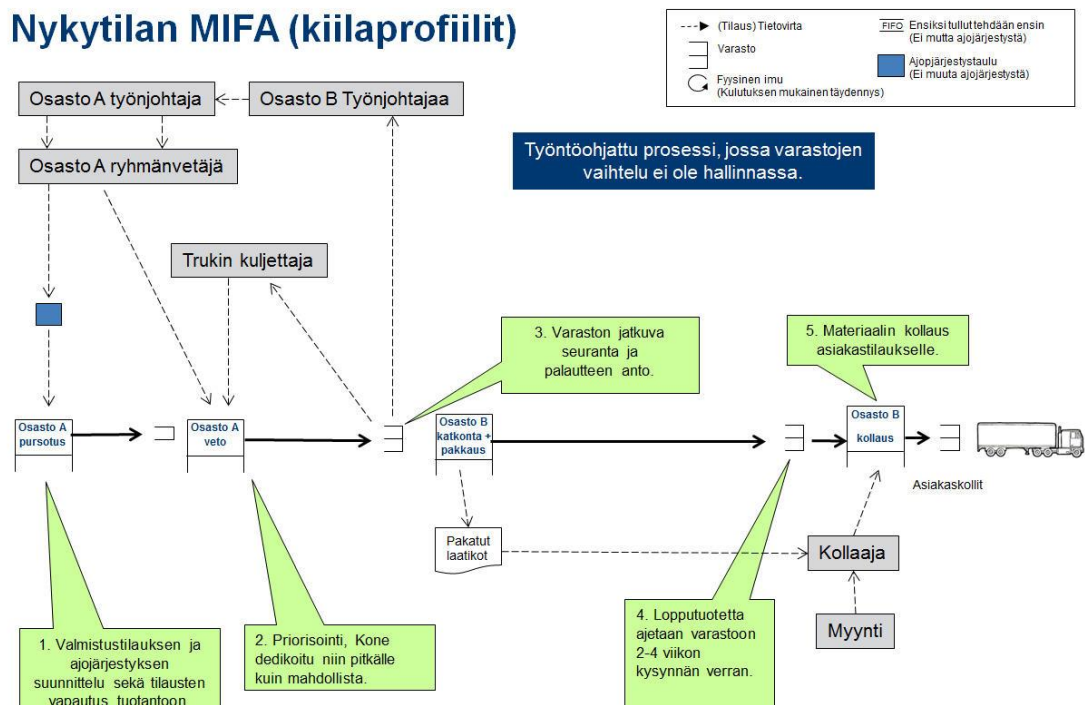 Nykytilan MIFA (kiilaprofiilit)
(Tilaus) Tietovirta
Varasto
Fyysinen imu
(Kulutuksen mukainen täydennys)
FIFO Ensiksi tullut tehdään ensin
(Ei mutta ajojärjestystä)
Ajopjärjestystaulu
(Ei muuta ajojärjestystä)
Osasto A työnjohtaja
Osasto B Työnjohtajaa
Osasto A ryhmänvetäjä
Työntöohjattu prosessi, jossa varastojen
vaihtelu ei ole hallinnassa.
Trukin kuljettaja
3. Varaston jatkuva
seuranta ja
palautteen anto.
5. Materiaalin kollaus
asiakastilaukselle.
Osasto A
pursotus
Osasto A
veto
Osasto B
katkonta +
pakkaus
Osasto B
kollaus
Asiakaskollit
Pakatut
laatikot
Kollaaja
Myynti
1. Valmistustilauksen ja
ajojärjestyksen
suunnittelu sekä tilausten
vapautus tuotantoon
2. Priorisointi, Kone
dedikoitu niin pitkälle
kuin mahdollista.
4. Lopputuotetta
ajetaan varastoon
2-4 viikon
kysynnän verran.